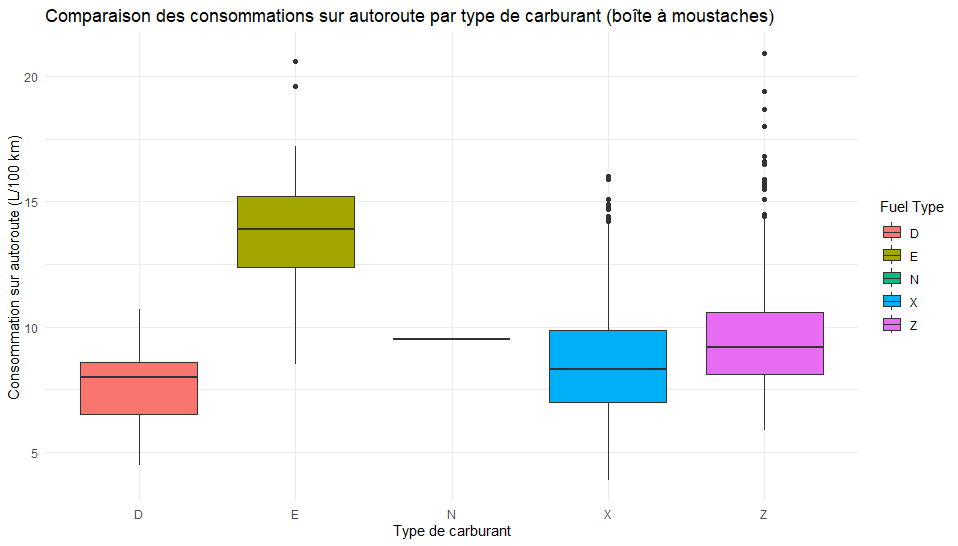 Comparaison des consommations sur autoroute par type de carburant (boîte à moustaches)
Consommation sur autoroute (L/100 km)
20
15
10
5
D
E
N
X
Z
Type de carburant
Fuel Type
D
E
N
X
Z